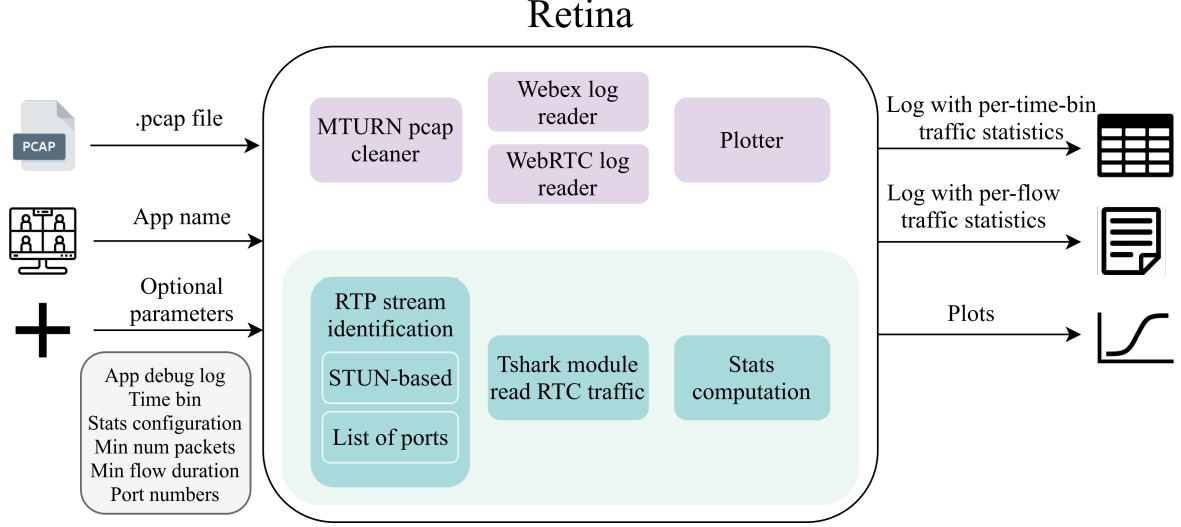 Retina
.pcap file
PCAP
App name
Optional
parameters
App debug log
Time bin
Stats configuration
Min num packets
Min flow duration
Port numbers
MTURN pcap
cleaner
Webex log
reader
WebRTC log
reader
Plotter
RTP stream
identification
STUN-based
List of ports
Tshark module
read RTC traffic
Stats
computation
Log with per-time-bin
traffic statistics
Log with per-flow
traffic statistics
Plots